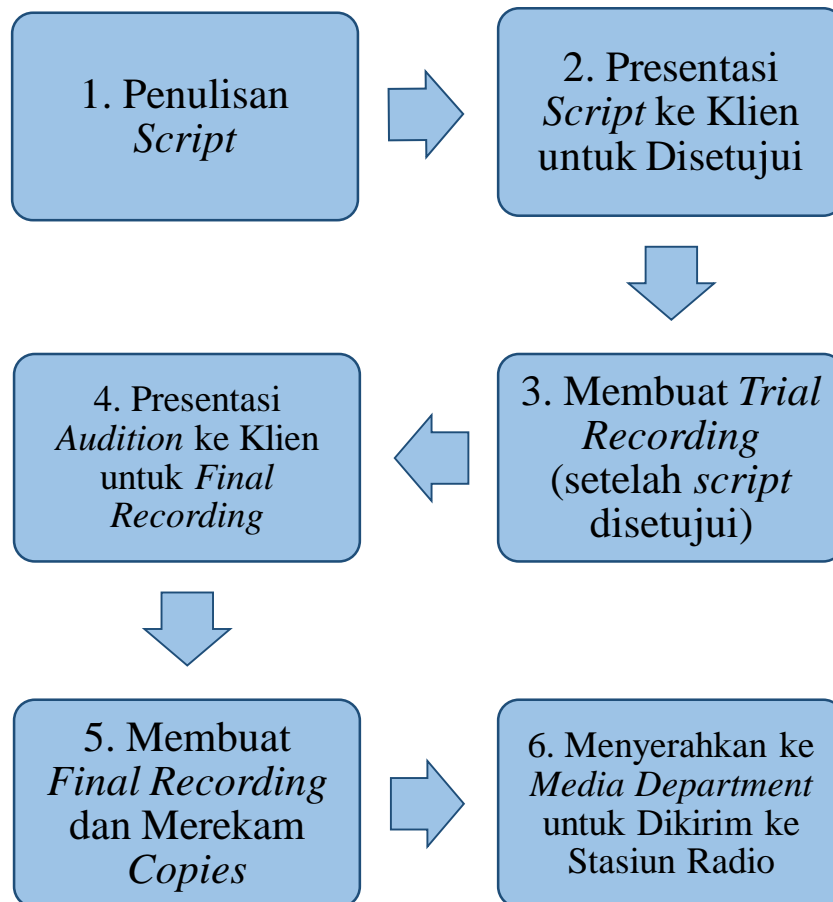 1. Penulisan
Script
2. Presentasi
Script ke Klien
untuk Disetujui
3. Membuat Trial
Recording
(setelah script
disetujui)
4. Presentasi
Audition ke Klien
untuk Final
Recording
5. Membuat
Final Recording
dan Merekam
Copies
6. Menyerahkan ke
Media Department
untuk Dikirim ke
Stasiun Radio